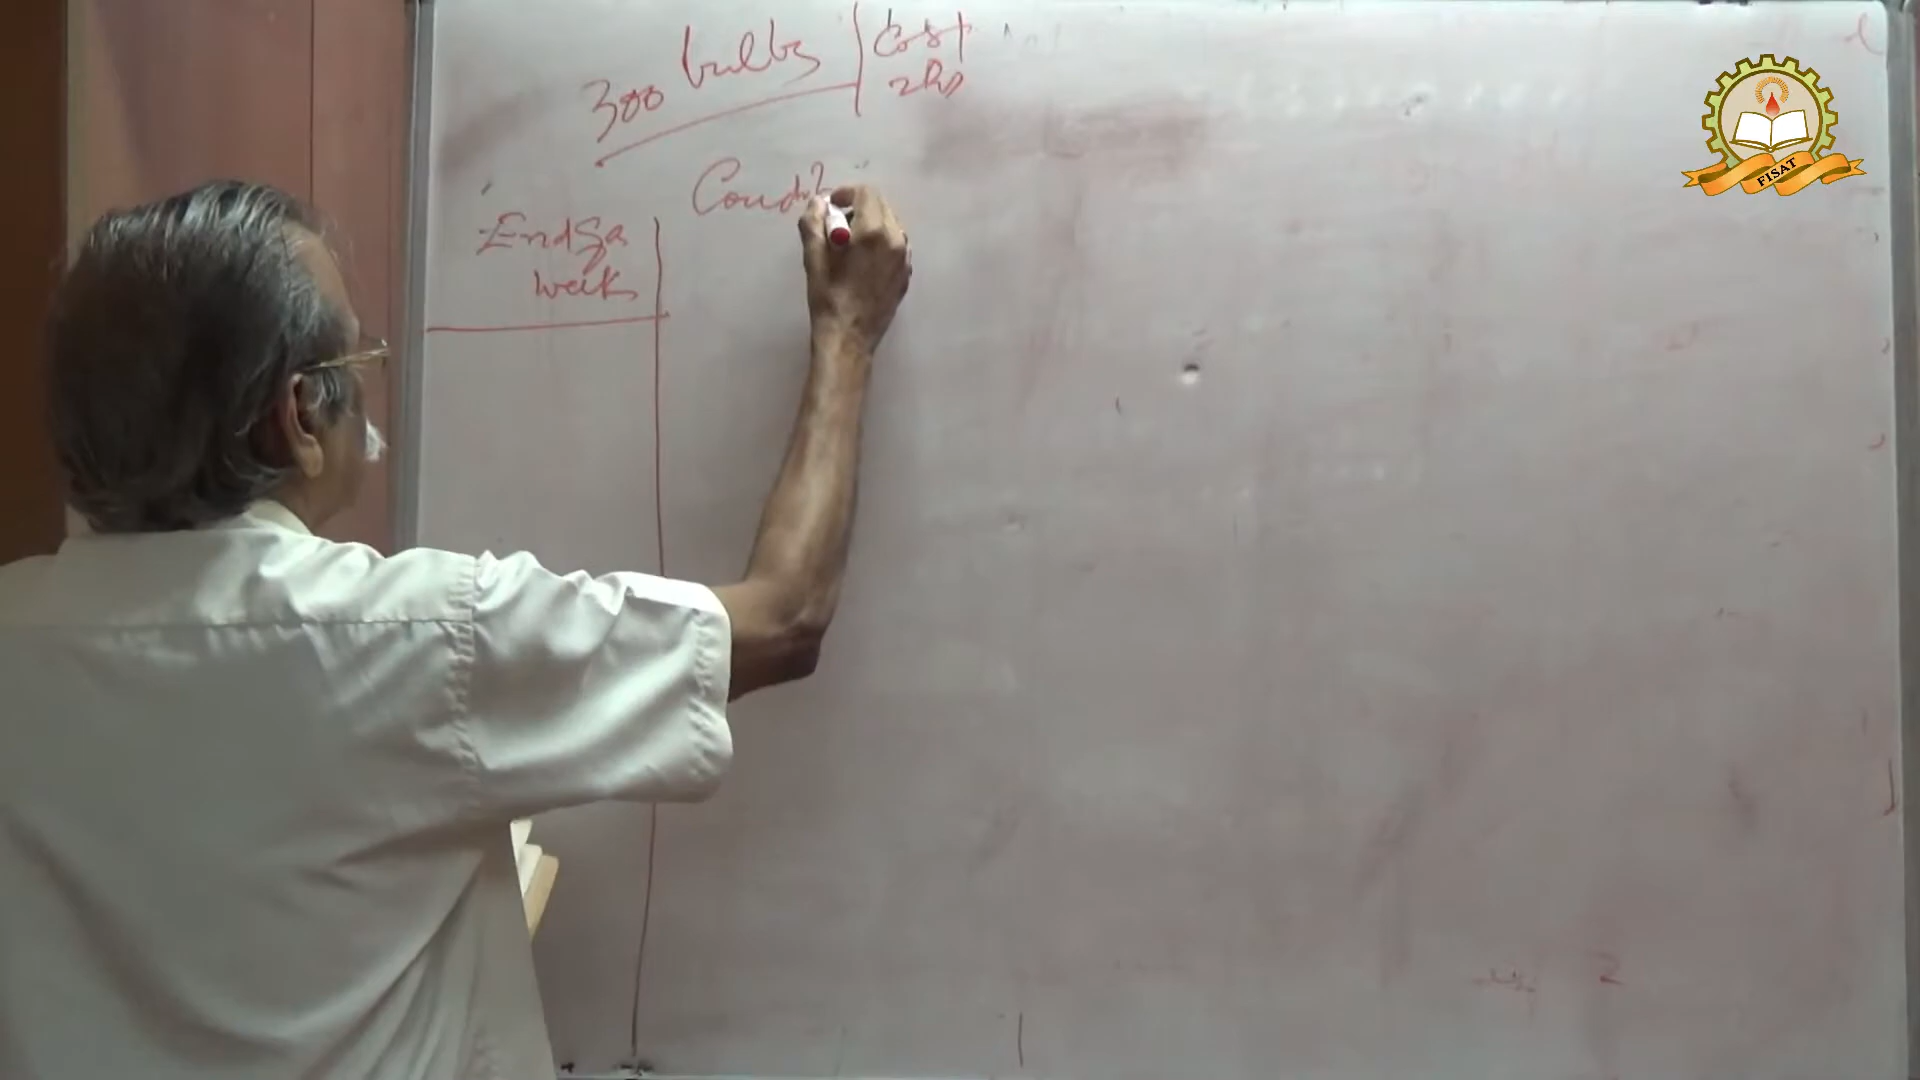 300 bulbs | Cost
2Rs
End of a
week
Condi
FISAT